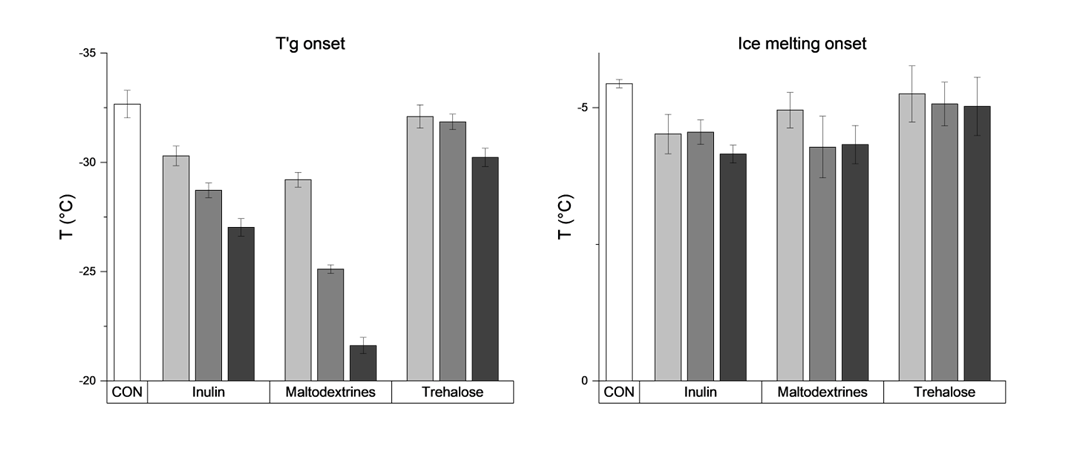 T'g onset
-35
-30
-25
-20
T (°C)
CON Inulin Maltodextrines Trehalose
Ice melting onset
-5
0
T (°C)
CON Inulin Maltodextrines Trehalose